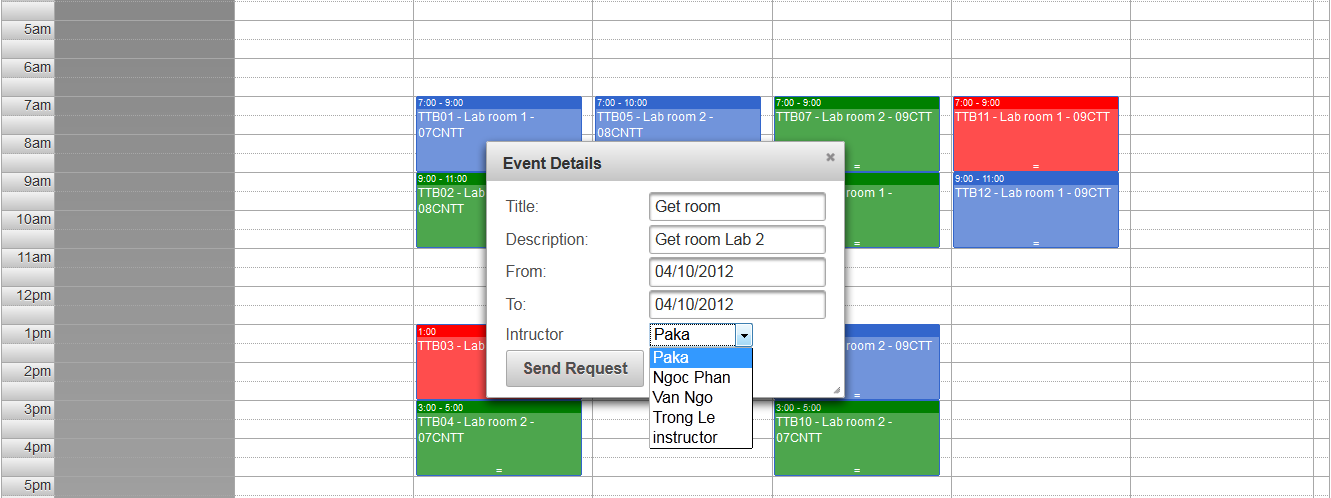 5am
6am
7am
8am
9am
10am
11am
12pm
1pm
2pm
3pm
4pm
5pm
7:00 - 9:00
TTB01 - Lab room 1 -
07CNTT
9:00 - 11:00
TTB02 - Lab
08CNTT
1:00
TTB03 - Lab
3:00 - 5:00
TTB04 - Lab room 2 -
07CNTT
=
7:00 - 10:00
TTB05 - Lab room 2 -
08CNTT
7:00 - 9:00
TTB07 - Lab room 2 - 09CTT
=
room 1 -
=
room 2 - 09CTT
=
3:00 - 5:00
TTB10 - Lab room 2 -
07CNTT
=
7:00 - 9:00
TTB11 - Lab room 1 - 09CTT
=
9:00 - 11:00
TTB12 - Lab room 1 - 09CTT
=
Event Details
Title:
Get room
Description:
Get room Lab 2
From:
04/10/2012
To:
04/10/2012
Intructor
Paka
Paka
Ngoc Phan
Van Ngo
Trong Le
instructor
Send Request